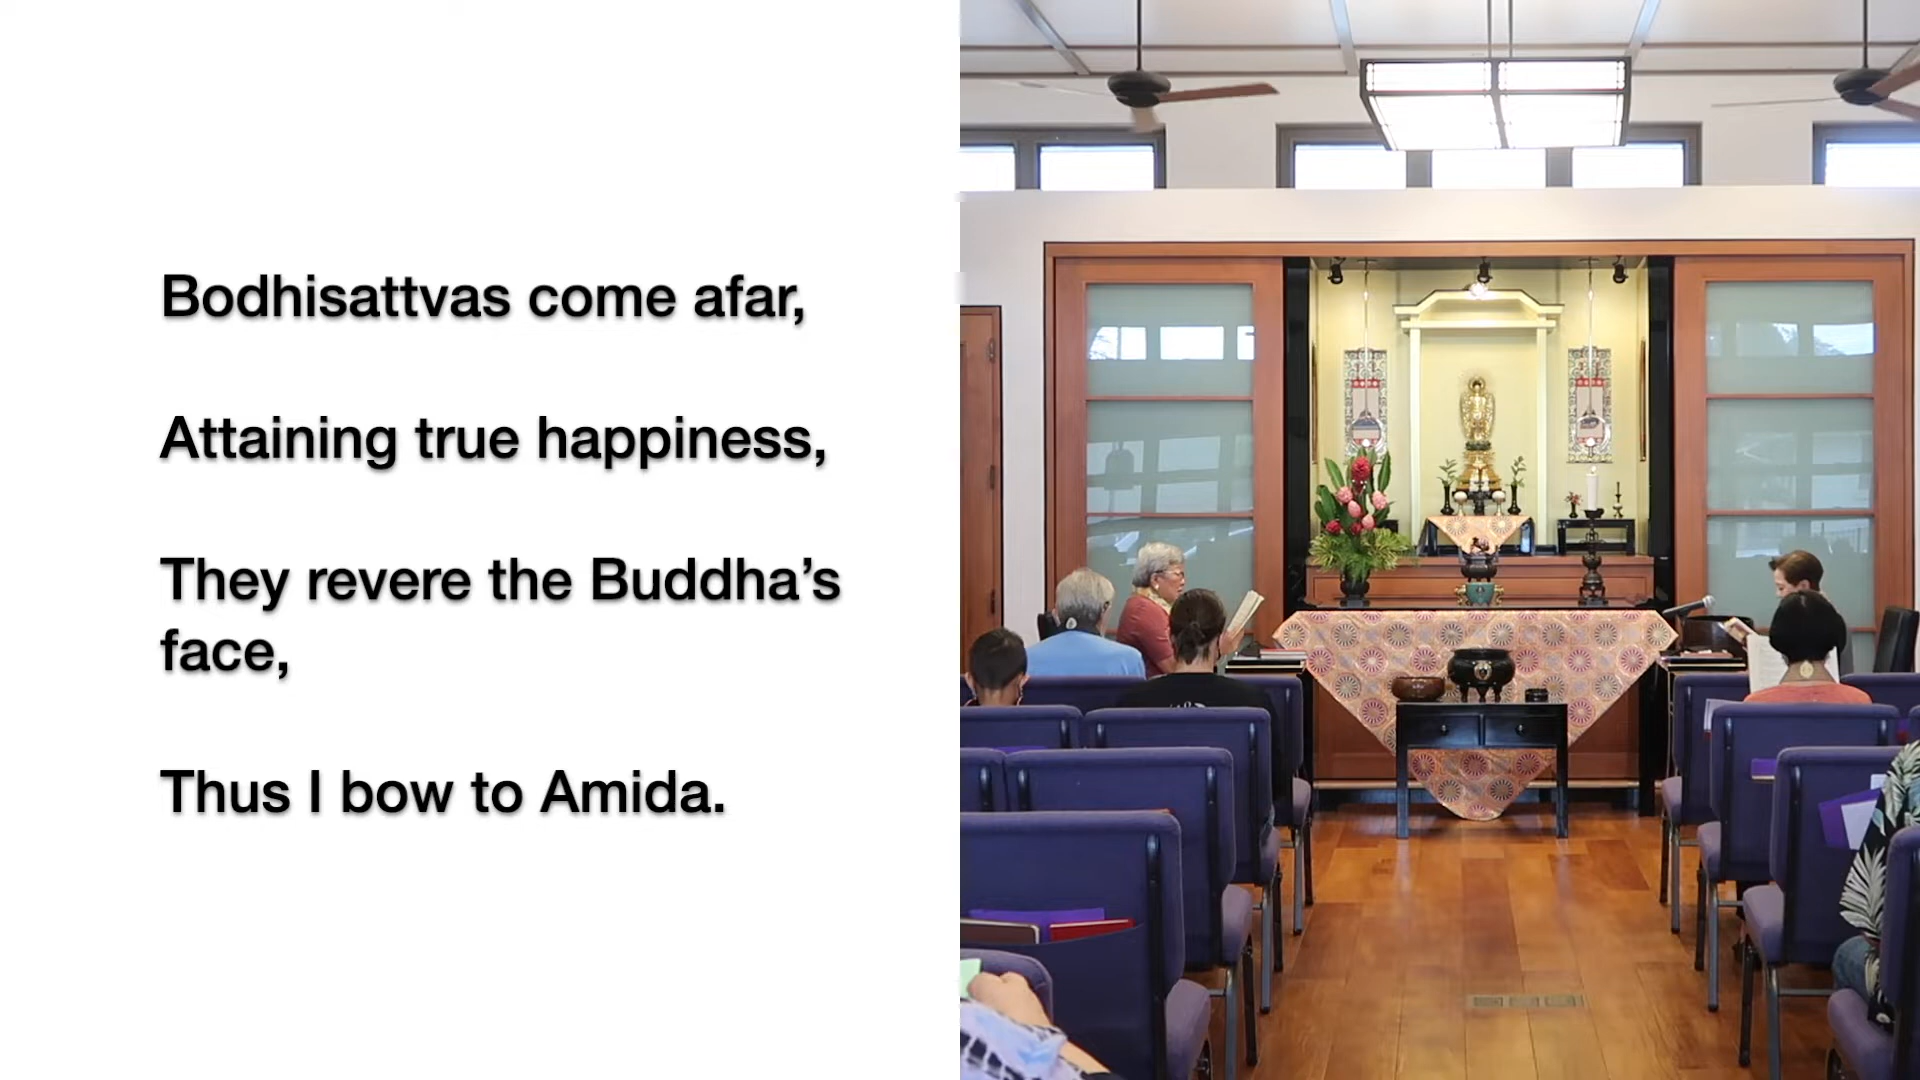 Bodhisattvas come afar,
Attaining true happiness,
They revere the Buddha’s
face,
Thus I bow to Amida.